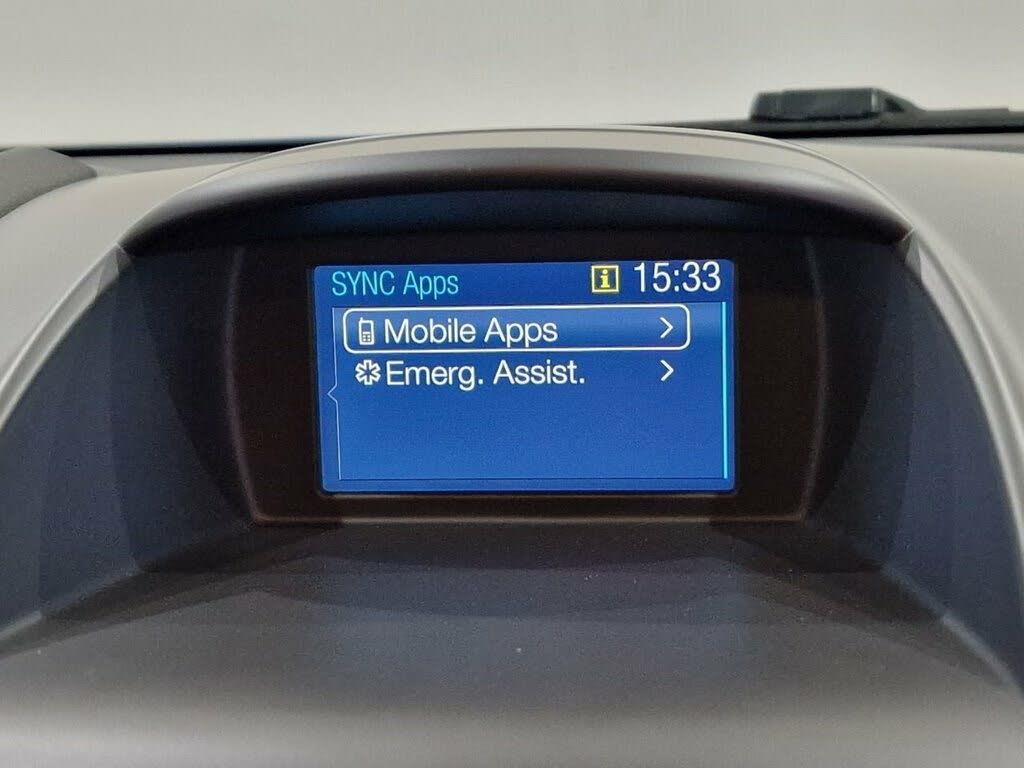 SYNC Apps i 15:33
Mobile Apps >
Emerg. Assist. >